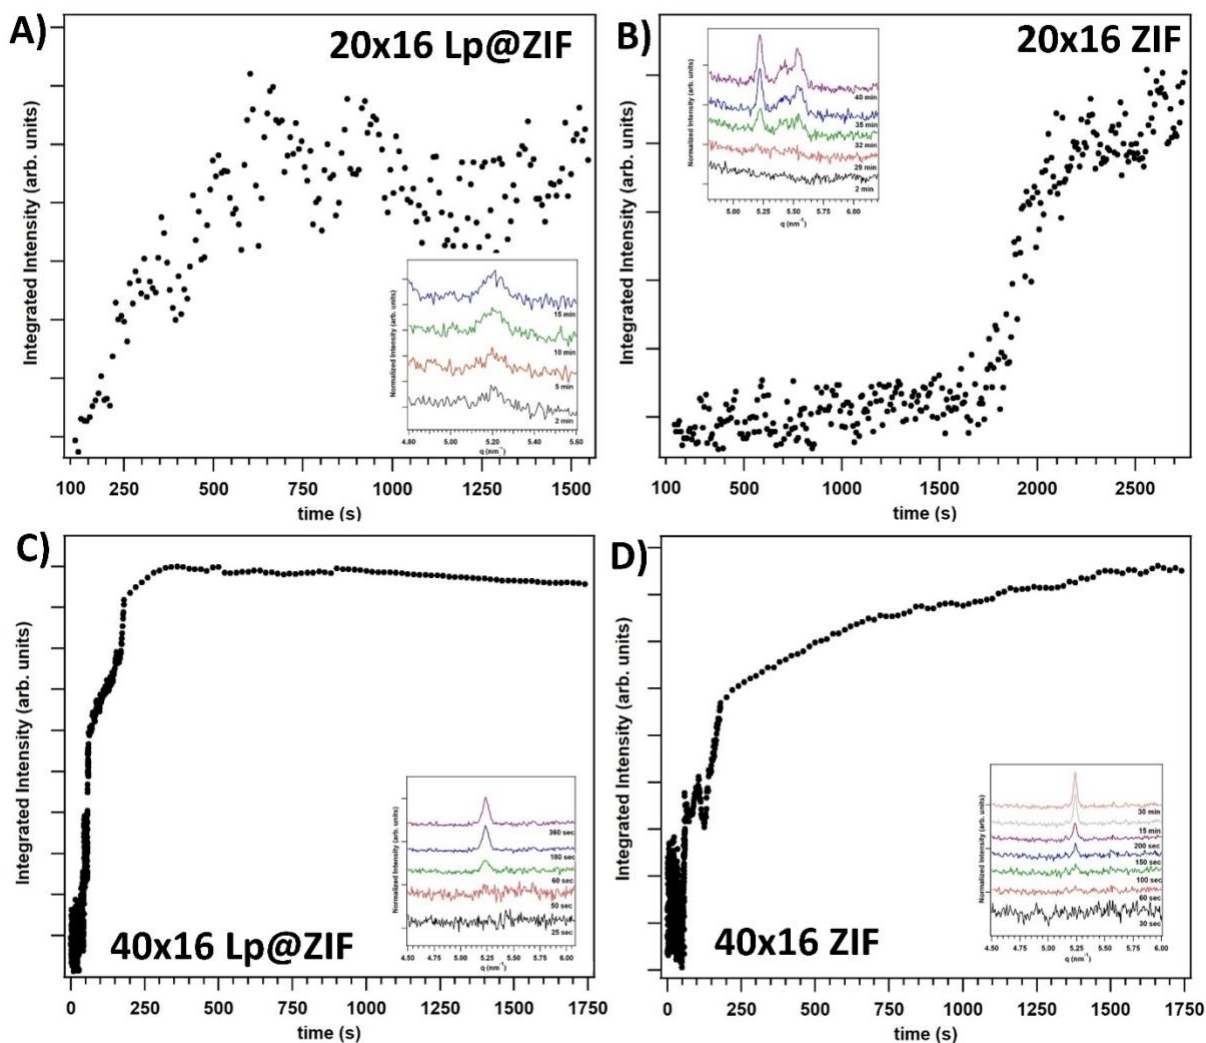 A)
20x16 Lp@ZIF
Integrated Intensity (arb. units)
Normalized Intensity (arb. units)
15 min
10 min
5 min
2 min
4.80 5.00 5.20 5.40 5.60
q (nm⁻¹)
100 250 500 750 1000 1250 1500
time (s)
B)
20x16 ZIF
Integrated Intensity (arb. units)
Normalized Intensity (arb. units)
40 min
35 min
32 min
29 min
2 min
5.00 5.25 5.50 5.75 6.00
q (nm⁻¹)
100 500 1000 1500 2000 2500
time (s)
C)
Integrated Intensity (arb. units)
Normalized Intensity (arb. units)
360 sec
180 sec
60 sec
50 sec
25 sec
4.50 4.75 5.00 5.25 5.50 5.75 6.00
q (nm⁻¹)
40x16 Lp@ZIF
0 250 500 750 1000 1250 1500 1750
time (s)
D)
Integrated Intensity (arb. units)
Normalized Intensity (arb. units)
30 min
15 min
200 sec
150 sec
100 sec
60 sec
30 sec
4.50 4.75 5.00 5.25 5.50 5.75 6.00
q (nm⁻¹)
40x16 ZIF
0 250 500 750 1000 1250 1500 1750
time (s)